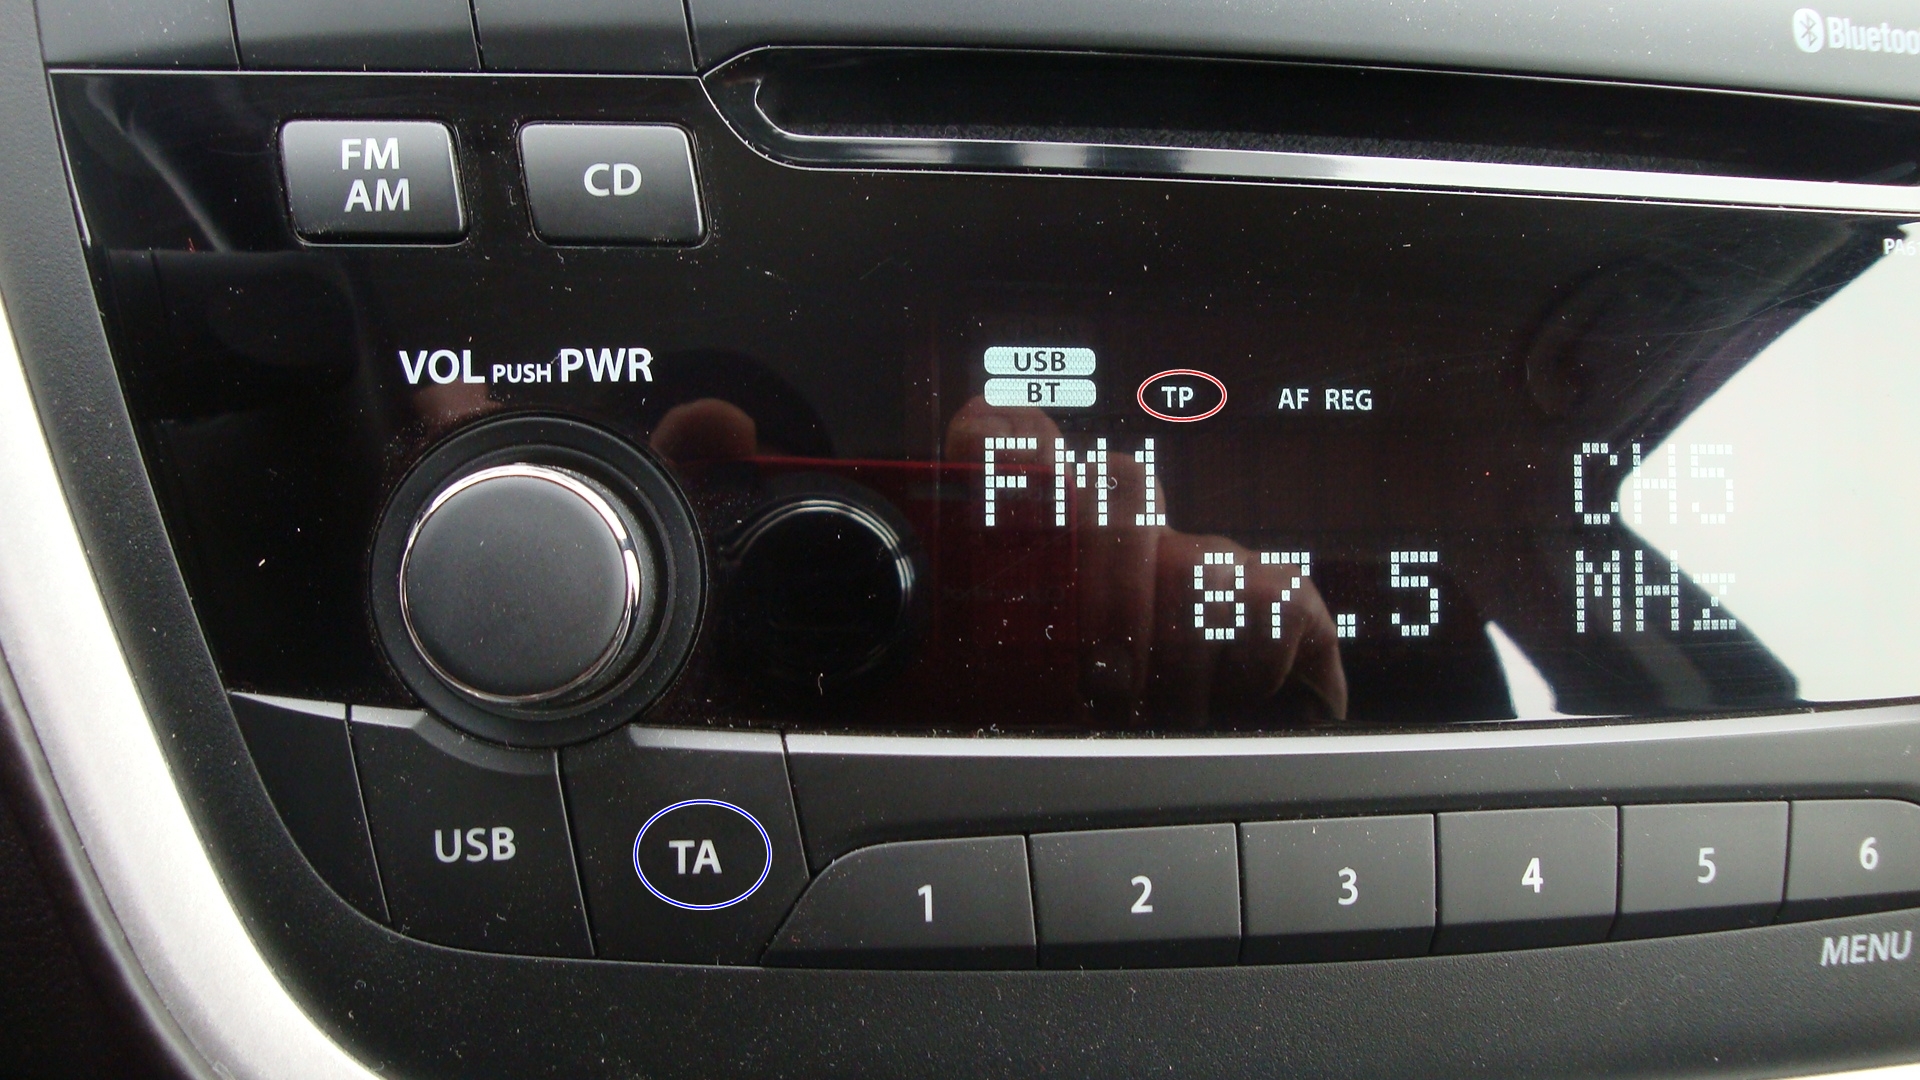 Bluetoo
FM
AM
CD
VOL PUSH PWR
USB
BT
TP
AF REG
FM1
CH5
87.5 MHz
USB
TA
1
2
3
4
5
6
MENU